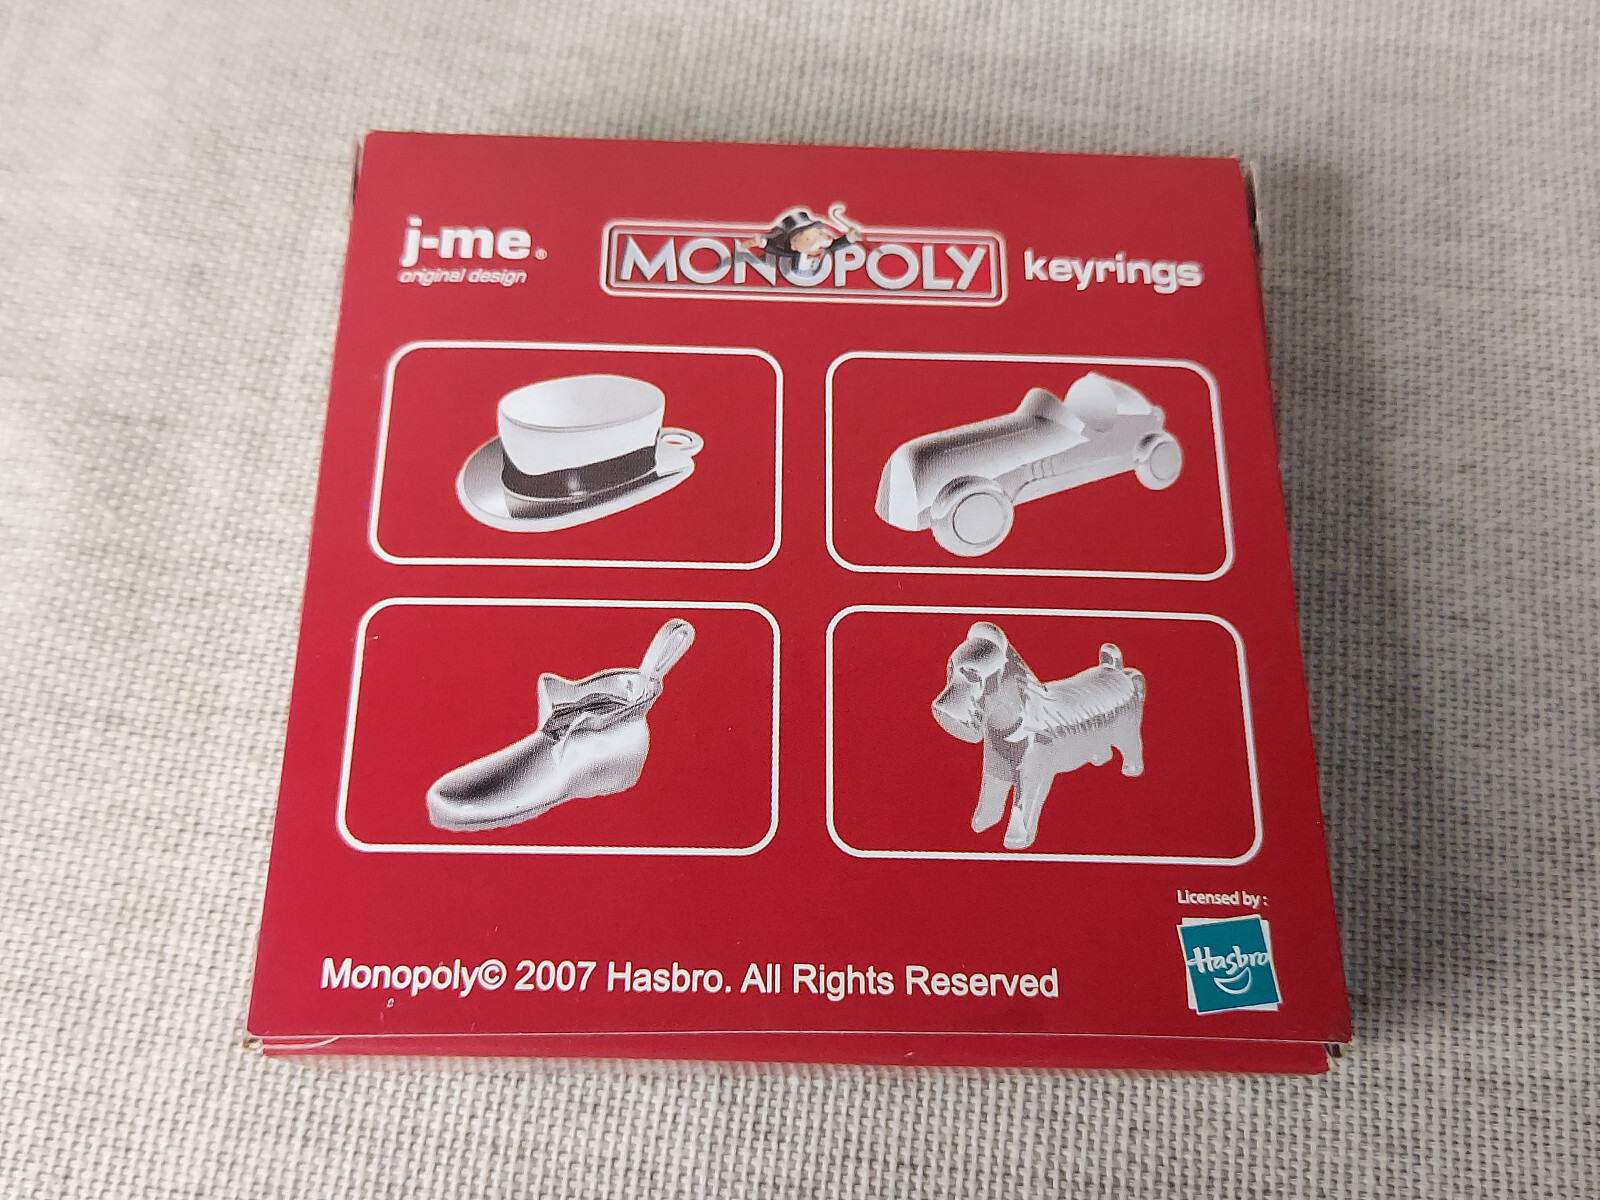 j-me®
original design
MONOPOLY
keyrings
Licensed by:
Hasbro
Monopoly© 2007 Hasbro. All Rights Reserved